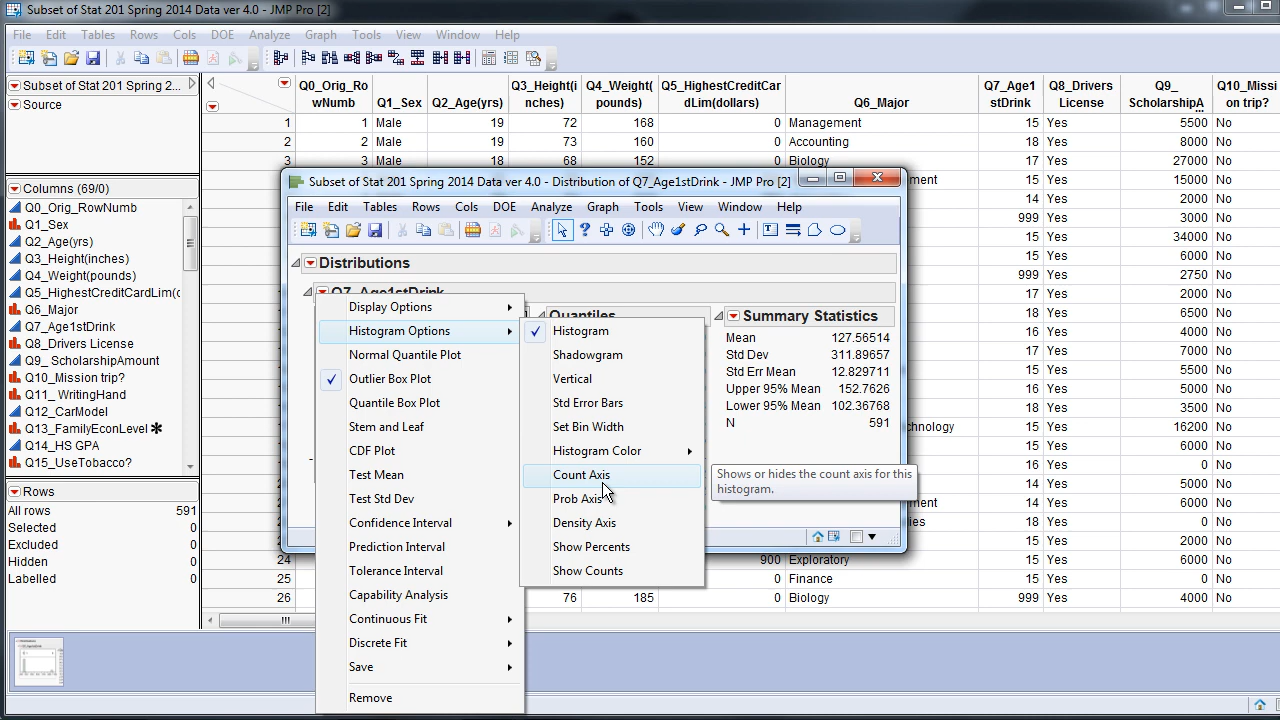 Subset of Stat 201 Spring 2014 Data ver 4.0 - JMP Pro [2]
File Edit Tables Rows Cols DOE Analyze Graph Tools View Window Help
Subset of Stat 201 Spring 2...
Source
Columns (69/0)
Q0_Orig_RowNumb
Q1_Sex
Q2_Age(yrs)
Q3_Height(inches)
Q4_Weight(pounds)
Q5_HighestCreditCardLim(c
Q6_Major
Q7_Age1stDrink
Q8_Drivers License
Q9_ ScholarshipAmount
Q10_Mission trip?
Q11_ WritingHand
Q12_CarModel
Q13_FamilyEconLevel
Q14_HS GPA
Q15_UseTobacco?
Rows
All rows 591
Selected 0
Excluded 0
Hidden 0
Labelled 0
Q0_Orig_Ro
wNumb
Q1_Sex
Q2_Age(yrs)
Q3_Height(i
nches)
Q4_Weight(
pounds)
Q5_HighestCreditCar
dLim(dollars)
Q6_Major
Q7_Age1
stDrink
Q8_Drivers
License
Q9_
ScholarshipA
Q10_Missi
on trip?
1 1 Male 19 72 168 0 Management 15 Yes 5500 No
2 2 Male 19 73 160 0 Accounting 18 Yes 8000 No
3 3 Male 18 68 152 0 Biology 17 Yes 27000 No
ment 15 Yes 15000 No
14 Yes 2000 No
999 Yes 3000 No
15 Yes 34000 No
15 Yes 6000 No
999 Yes 2750 No
18 Yes 3500 No
18 Yes 6500 No
16 Yes 4000 No
17 Yes 7000 No
15 Yes 6000 No
16 Yes 5000 No
18 Yes 3500 No
chnology 15 Yes 16200 No
15 Yes 6000 No
16 Yes 0 No
14 Yes 5000 No
ment 14 Yes 6000 No
es 18 Yes 0 No
15 Yes 4000 No
24 900 Exploratory 15 Yes 6000 No
25 0 Finance 15 Yes 0 No
26 76 185 0 Biology 999 Yes 4000 No
Subset of Stat 201 Spring 2014 Data ver 4.0 - Distribution of Q7_Age1stDrink - JMP Pro [2]
File Edit Tables Rows Cols DOE Analyze Graph Tools View Window Help
Distributions
Q7_Age1stDrink
Quantiles
Summary Statistics
Mean 127.56514
Std Dev 311.89657
Std Err Mean 12.829711
Upper 95% Mean 152.7626
Lower 95% Mean 102.36768
N 591
Display Options
Histogram Options
Normal Quantile Plot
Outlier Box Plot
Quantile Box Plot
Stem and Leaf
CDF Plot
Test Mean
Test Std Dev
Confidence Interval
Prediction Interval
Tolerance Interval
Capability Analysis
Continuous Fit
Discrete Fit
Save
Remove
Histogram
Shadowgram
Vertical
Std Error Bars
Set Bin Width
Histogram Color
Count Axis
Prob Axis
Density Axis
Show Percents
Show Counts
Shows or hides the count axis for this
histogram.